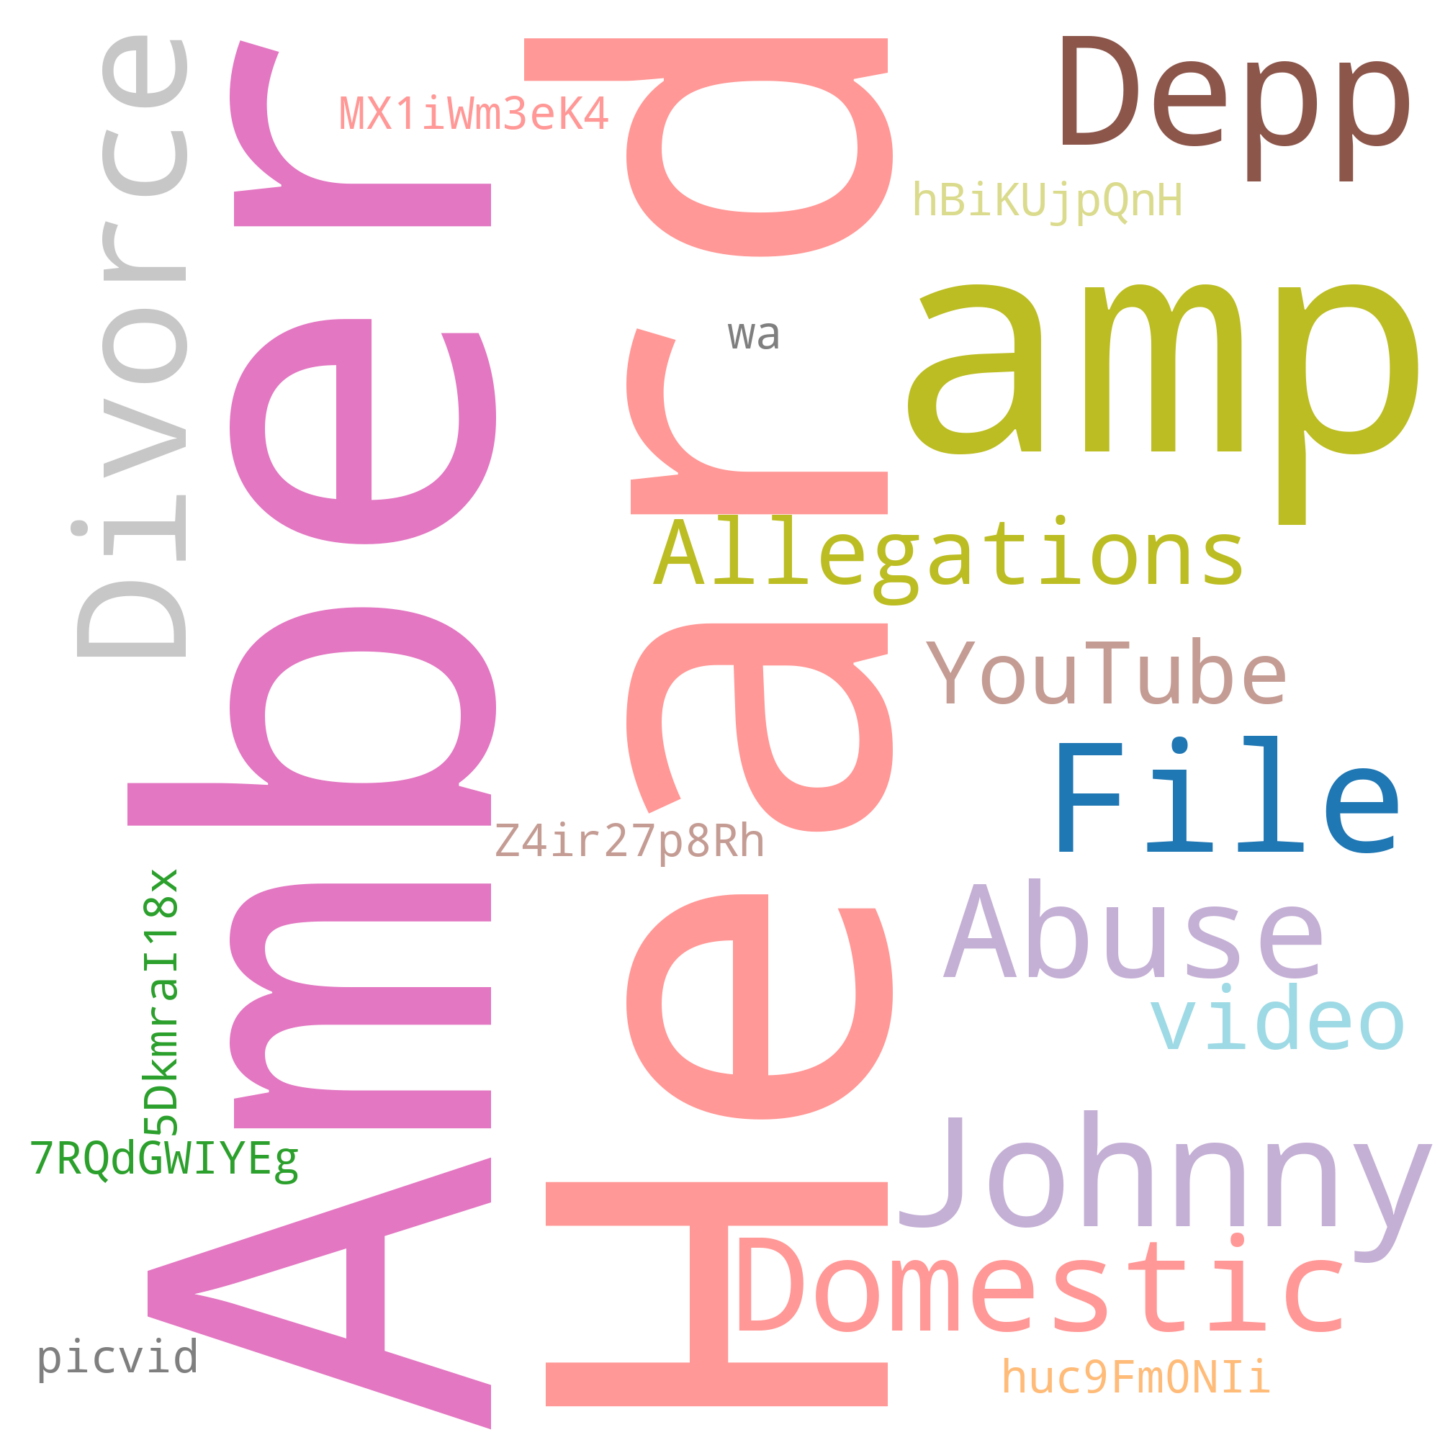 Divorce
Amber
MX1iWm3eK4
Heard
Depp
hBiKUjpQnH
amp
wa
Allegations
YouTube
File
Z4ir27p8Rh
5DkmraI18x
Abuse
video
Johnny
7RQdGWIYEg
Domestic
picvid
huc9FmONIi